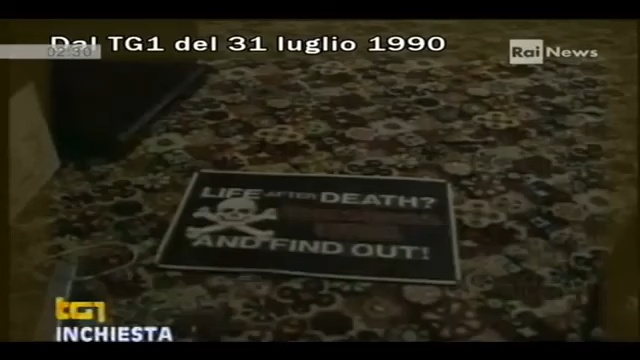 Dal TG1 del 31 luglio 1990
02:30
Rai News
LIFE AFTER DEATH?
AND FIND OUT!
tG1
INCHIESTA